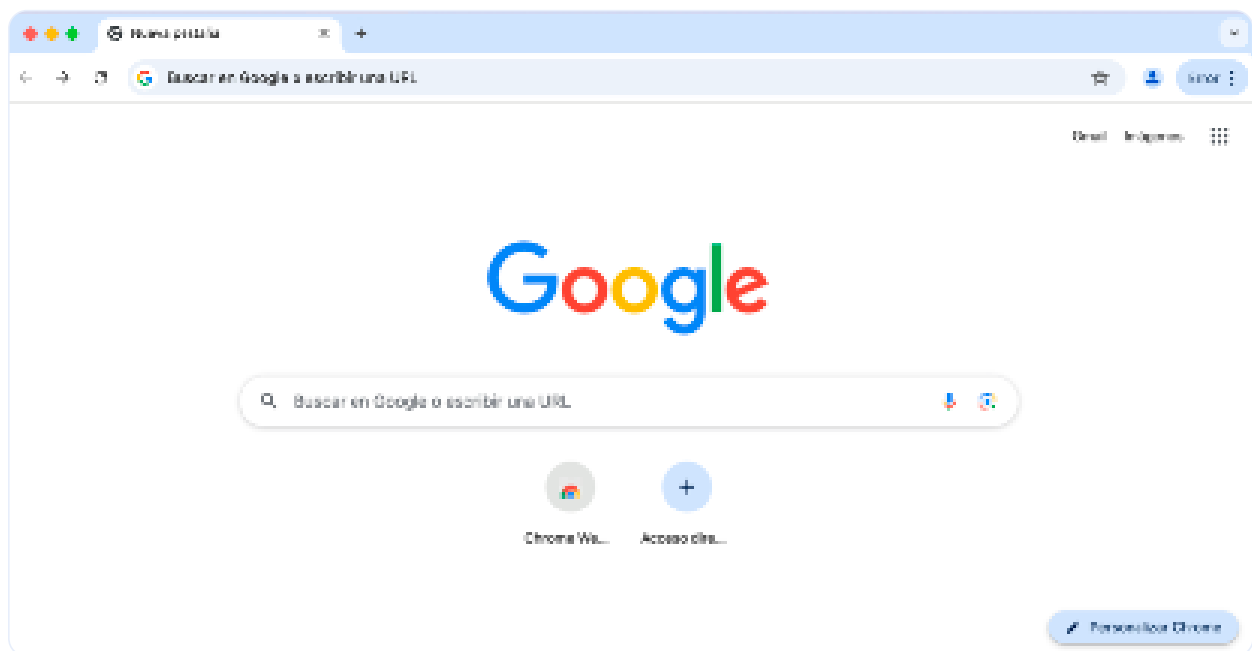 Nueva pestaña
Buscar en Google o escribir una URL
Error
Gmail Imágenes
Google
Buscar en Google o escribir una URL
Chrome We... Acceso dire...
Personalizar Chrome